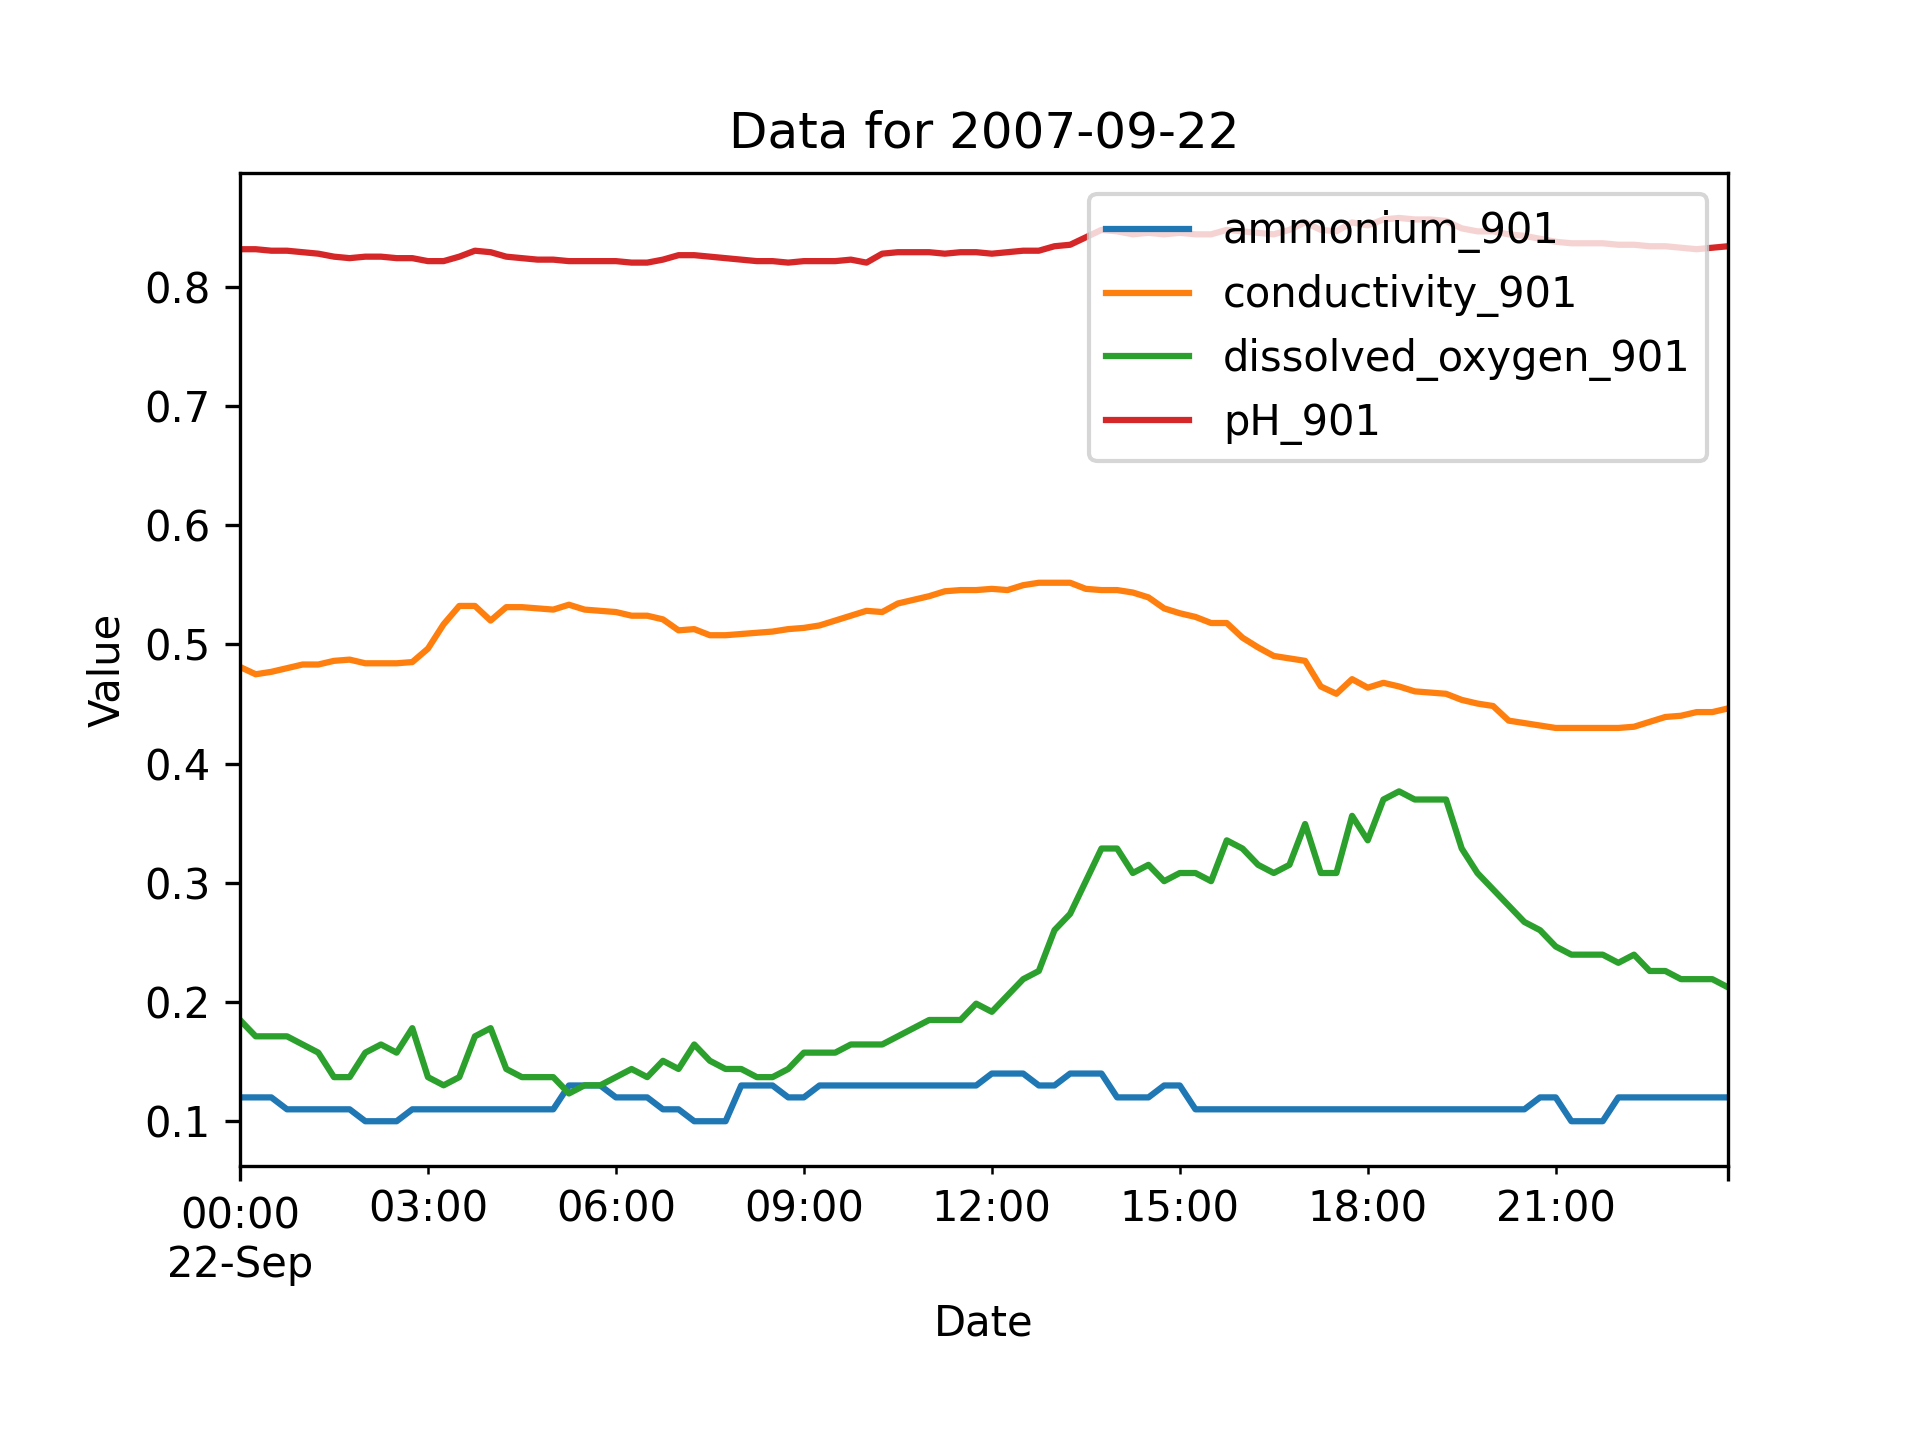 Data for 2007-09-22
ammonium_901
conductivity_901
dissolved_oxygen_901
pH_901
0.8
0.7
0.6
0.5
0.4
0.3
0.2
0.1
Value
00:00 03:00 06:00 09:00 12:00 15:00 18:00 21:00
22-Sep
Date